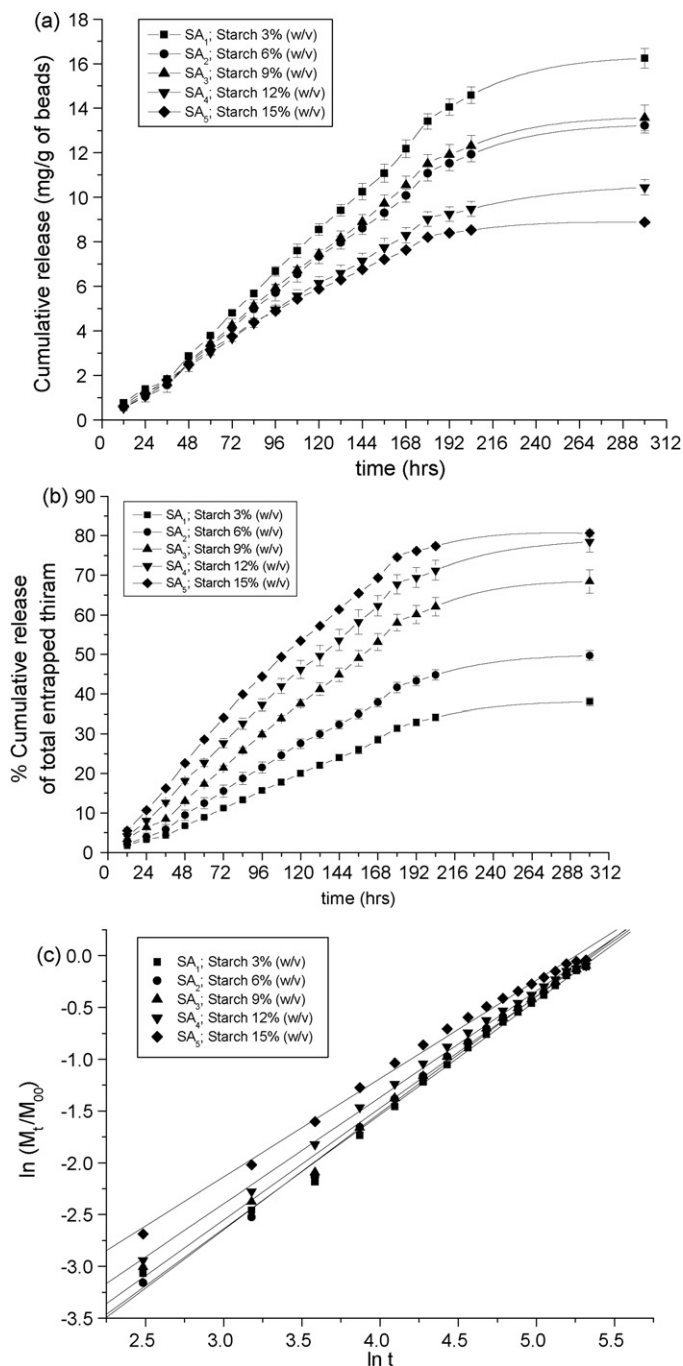 (a)
SA1; Starch 3% (w/v)
SA2; Starch 6% (w/v)
SA3; Starch 9% (w/v)
SA4; Starch 12% (w/v)
SA5; Starch 15% (w/v)
Cumulative release (mg/g of beads)
18
16
14
12
10
8
6
4
2
0
0 24 48 72 96 120 144 168 192 216 240 264 288 312
time (hrs)
(b)
SA1; Starch 3% (w/v)
SA2; Starch 6% (w/v)
SA3; Starch 9% (w/v)
SA4; Starch 12% (w/v)
SA5; Starch 15% (w/v)
% Cumulative release
of total entrapped thiram
90
80
70
60
50
40
30
20
10
0
0 24 48 72 96 120 144 168 192 216 240 264 288 312
time (hrs)
(c)
SA1; Starch 3% (w/v)
SA2; Starch 6% (w/v)
SA3; Starch 9% (w/v)
SA4; Starch 12% (w/v)
SA5; Starch 15% (w/v)
ln (Mt/M00)
0.0
-0.5
-1.0
-1.5
-2.0
-2.5
-3.0
-3.5
2.5 3.0 3.5 4.0 4.5 5.0 5.5
ln t